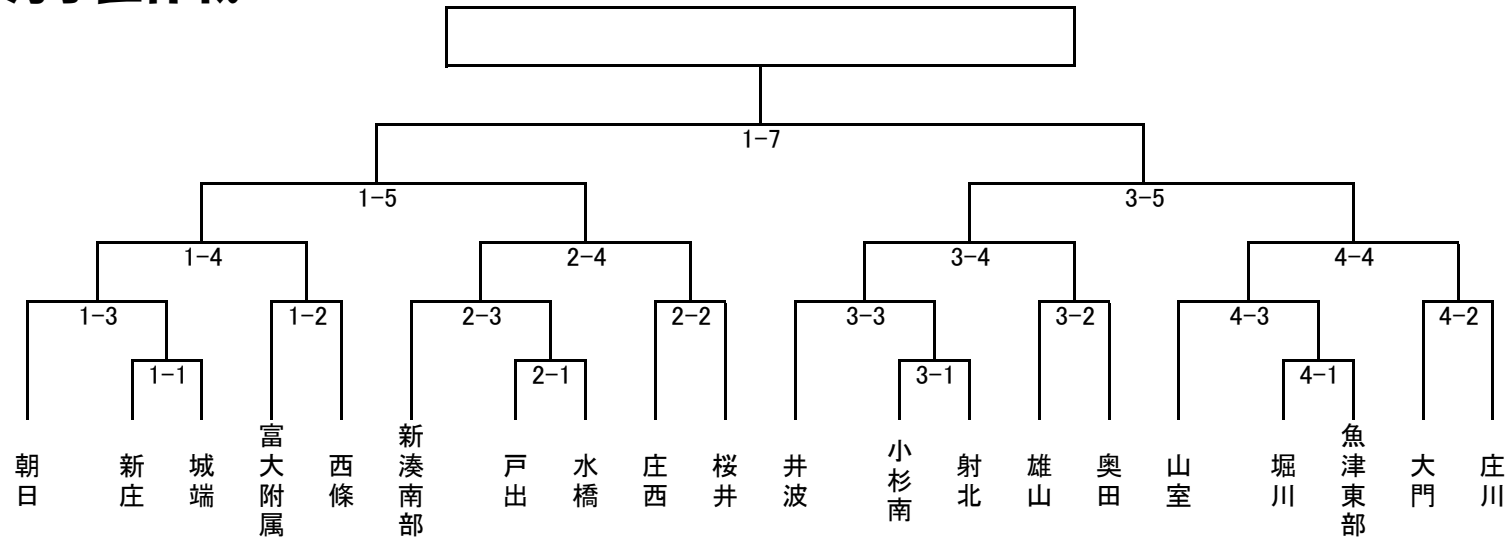 1-7
1-5
3-5
1-4
2-4
3-4
4-4
1-3
1-2
2-3
2-2
3-3
3-2
4-3
4-2
1-1
2-1
3-1
4-1
朝日
新庄
城端
富大附属
西條
新湊南部
戸出
水橋
庄西
桜井
井波
小杉南
射北
雄山
奥田
山室
堀川
魚津東部
大門
庄川